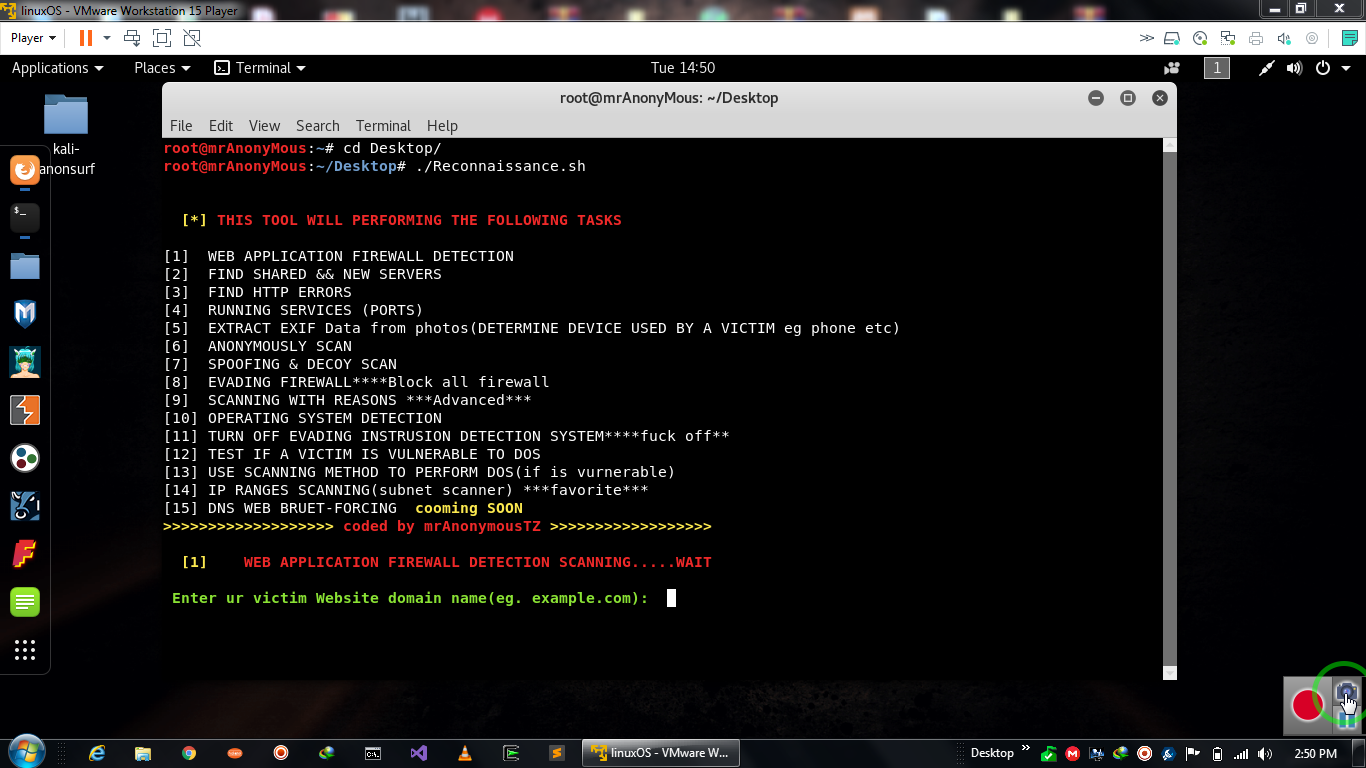 linuxOS - VMware Workstation 15 Player
Player
Applications Places Terminal Tue 14:50 1
kali-
anonsurf
root@mrAnonyMous: ~/Desktop
File Edit View Search Terminal Help
root@mrAnonyMous:~# cd Desktop/
root@mrAnonyMous:~/Desktop# ./Reconnaissance.sh
[*] THIS TOOL WILL PERFORMING THE FOLLOWING TASKS
[1] WEB APPLICATION FIREWALL DETECTION
[2] FIND SHARED && NEW SERVERS
[3] FIND HTTP ERRORS
[4] RUNNING SERVICES (PORTS)
[5] EXTRACT EXIF Data from photos(DETERMINE DEVICE USED BY A VICTIM eg phone etc)
[6] ANONYMOUSLY SCAN
[7] SPOOFING & DECOY SCAN
[8] EVADING FIREWALL****Block all firewall
[9] SCANNING WITH REASONS ***Advanced***
[10] OPERATING SYSTEM DETECTION
[11] TURN OFF EVADING INSTRUSION DETECTION SYSTEM****fuck off**
[12] TEST IF A VICTIM IS VULNERABLE TO DOS
[13] USE SCANNING METHOD TO PERFORM DOS(if is vurnerable)
[14] IP RANGES SCANNING(subnet scanner) ***favorite***
[15] DNS WEB BRUET-FORCING cooming SOON
>>>>>>>>>>>>>>>>>>> coded by mrAnonymousTZ >>>>>>>>>>>>>>>>>>
[1] WEB APPLICATION FIREWALL DETECTION SCANNING.....WAIT
Enter ur victim Website domain name(eg. example.com):
linuxOS - VMware W... Desktop 2:50 PM